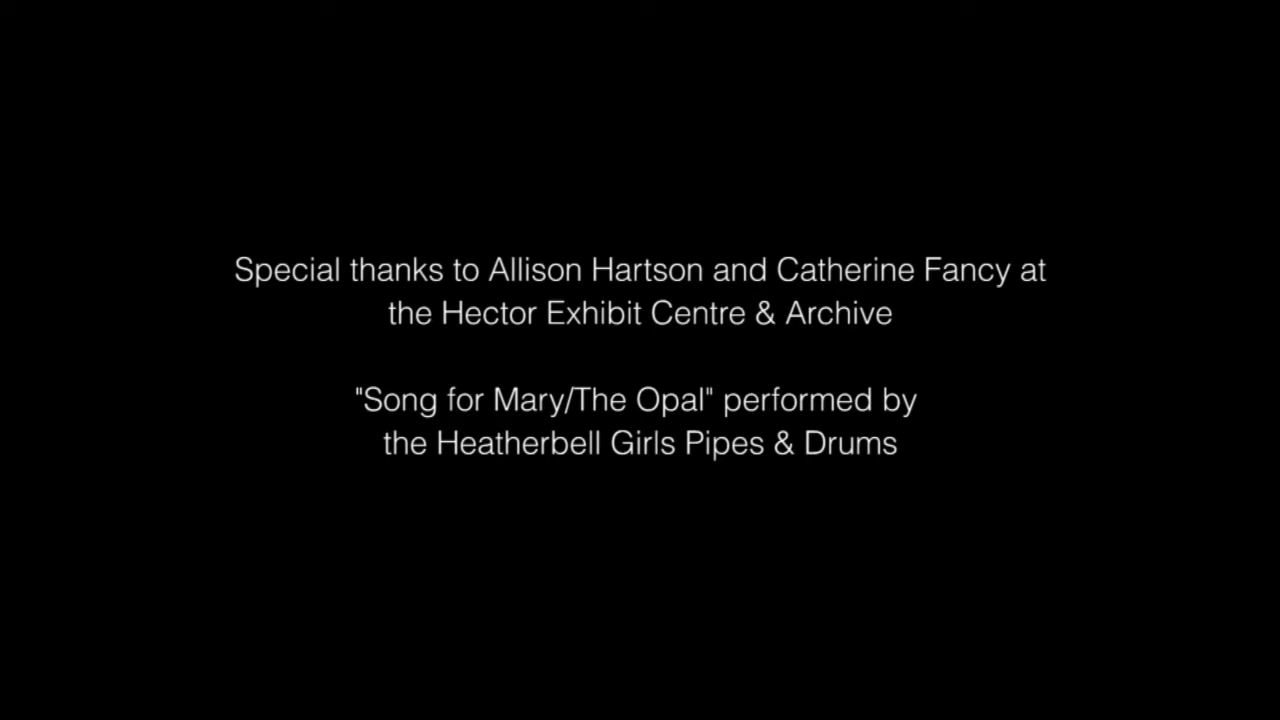 Special thanks to Allison Hartson and Catherine Fancy at
the Hector Exhibit Centre & Archive
"Song for Mary/The Opal" performed by
the Heatherbell Girls Pipes & Drums